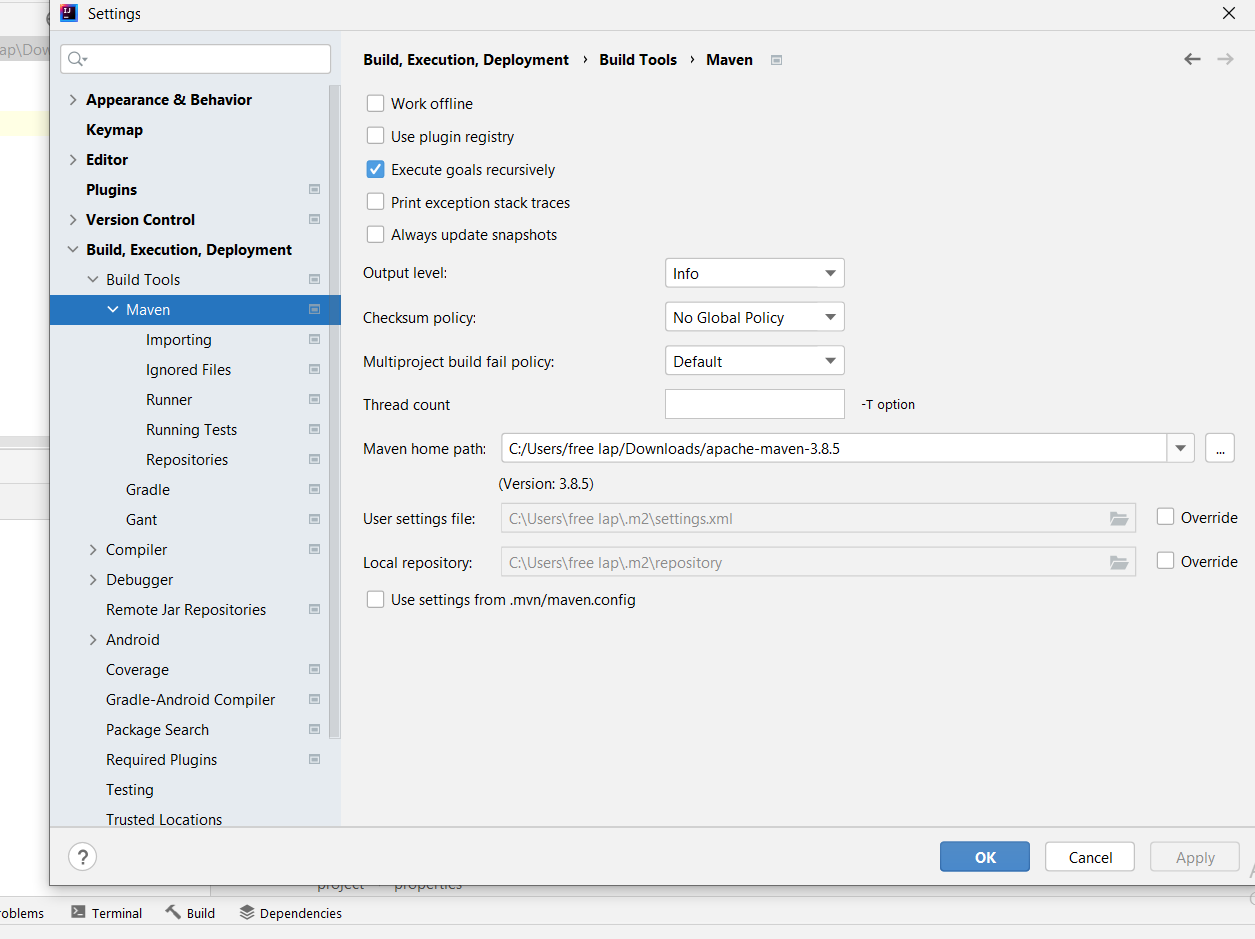 Settings
ap\Dow
Appearance & Behavior
Keymap
Editor
Plugins
Version Control
Build, Execution, Deployment
Build Tools
Maven
Importing
Ignored Files
Runner
Running Tests
Repositories
Gradle
Gant
Compiler
Debugger
Remote Jar Repositories
Android
Coverage
Gradle-Android Compiler
Package Search
Required Plugins
Testing
Trusted Locations
Build, Execution, Deployment › Build Tools › Maven
Work offline
Use plugin registry
Execute goals recursively
Print exception stack traces
Always update snapshots
Output level: Info
Checksum policy: No Global Policy
Multiproject build fail policy: Default
Thread count -T option
Maven home path: C:/Users/free lap/Downloads/apache-maven-3.8.5 ...
(Version: 3.8.5)
User settings file: C:\Users\free lap\.m2\settings.xml Override
Local repository: C:\Users\free lap\.m2\repository Override
Use settings from .mvn/maven.config
? OK Cancel Apply
project properties
roblems Terminal Build Dependencies